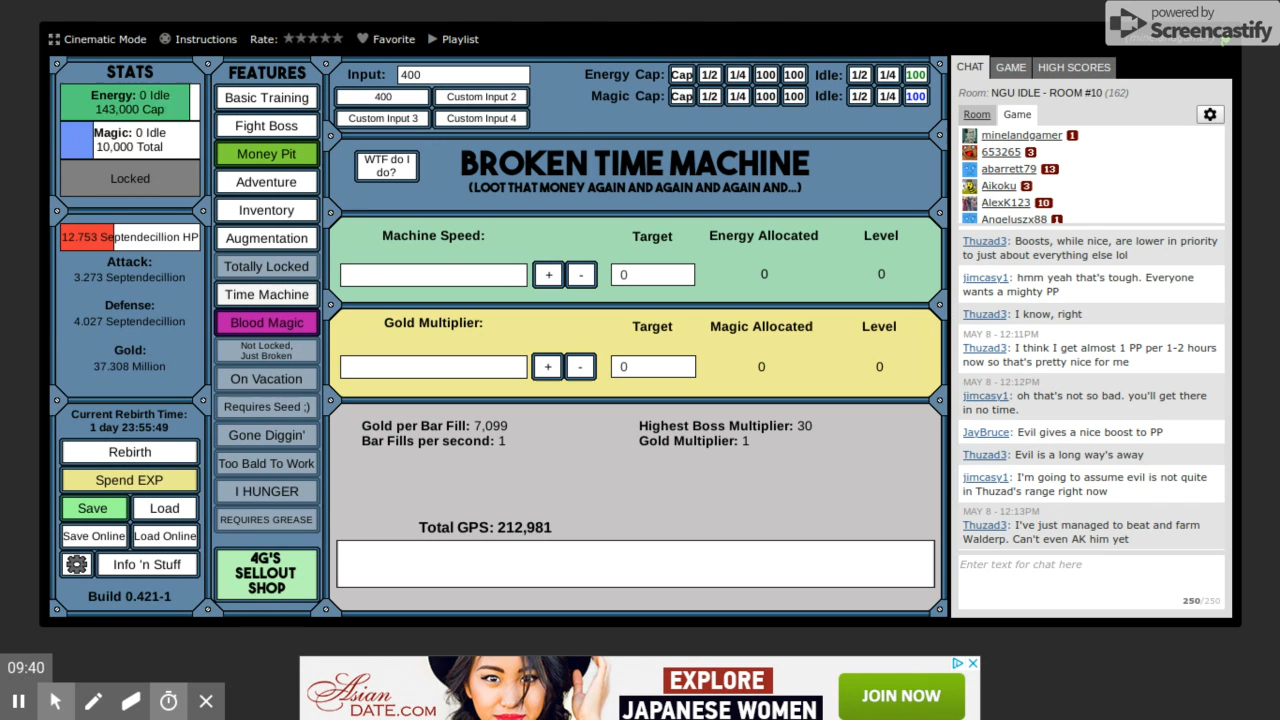 powered by
Screencastify
Cinematic Mode
Instructions
Rate:
Favorite
Playlist
STATS
Energy: 0 Idle
143,000 Cap
Magic: 0 Idle
10,000 Total
Locked
12.753 Septendecillion HP
Attack:
3.273 Septendecillion
Defense:
4.027 Septendecillion
Gold:
37.308 Million
Current Rebirth Time:
1 day 23:55:49
Rebirth
Spend EXP
Save
Load
Save Online
Load Online
Info 'n Stuff
Build 0.421-1
FEATURES
Basic Training
Fight Boss
Money Pit
Adventure
Inventory
Augmentation
Totally Locked
Time Machine
Blood Magic
Not Locked,
Just Broken
On Vacation
Requires Seed ;)
Gone Diggin'
Too Bald To Work
I HUNGER
REQUIRES GREASE
4G'S
SELLOUT
SHOP
Input: 400
400
Custom Input 2
Custom Input 3
Custom Input 4
Energy Cap: Cap 1/2 1/4 100 100 Idle: 1/2 1/4 100
Magic Cap: Cap 1/2 1/4 100 100 Idle: 1/2 1/4 100
WTF do I
do?
BROKEN TIME MACHINE
(LOOT THAT MONEY AGAIN AND AGAIN AND AGAIN AND...)
Machine Speed: Target Energy Allocated Level
+ - 0 0 0
Gold Multiplier: Target Magic Allocated Level
+ - 0 0 0
Gold per Bar Fill: 7,099
Bar Fills per second: 1
Highest Boss Multiplier: 30
Gold Multiplier: 1
Total GPS: 212,981
CHAT GAME HIGH SCORES
Room: NGU IDLE - ROOM #10 (162)
Room Game
minelandgamer 1
653265 3
abarrett79 13
Aikoku 3
AlexK123 10
Angeluszx88 1
Thuzad3: Boosts, while nice, are lower in priority
to just about everything else lol
jimcasy1: hmm yeah that's tough. Everyone
wants a mighty PP
Thuzad3: I know, right
MAY 8 - 12:11PM
Thuzad3: I think I get almost 1 PP per 1-2 hours
now so that's pretty nice for me
MAY 8 - 12:12PM
jimcasy1: oh that's not so bad. you'll get there
in no time.
JayBruce: Evil gives a nice boost to PP
Thuzad3: Evil is a long way's away
jimcasy1: I'm going to assume evil is not quite
in Thuzad's range right now
MAY 8 - 12:13PM
Thuzad3: I've just managed to beat and farm
Walderp. Can't even AK him yet
Enter text for chat here
250/250
09:40
Asian
DATE.COM
EXPLORE
JAPANESE WOMEN
JOIN NOW